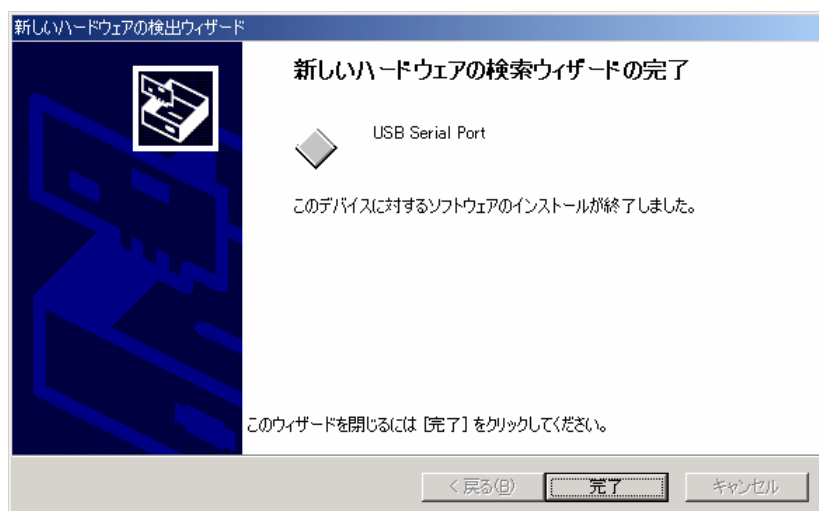 新しいハードウェアの検出ウィザード
新しいハードウェアの検索ウィザードの完了
USB Serial Port
このデバイスに対するソフトウェアのインストールが終了しました。
このウィザードを閉じるには [完了] をクリックしてください。
< 戻る(B)
完了
キャンセル